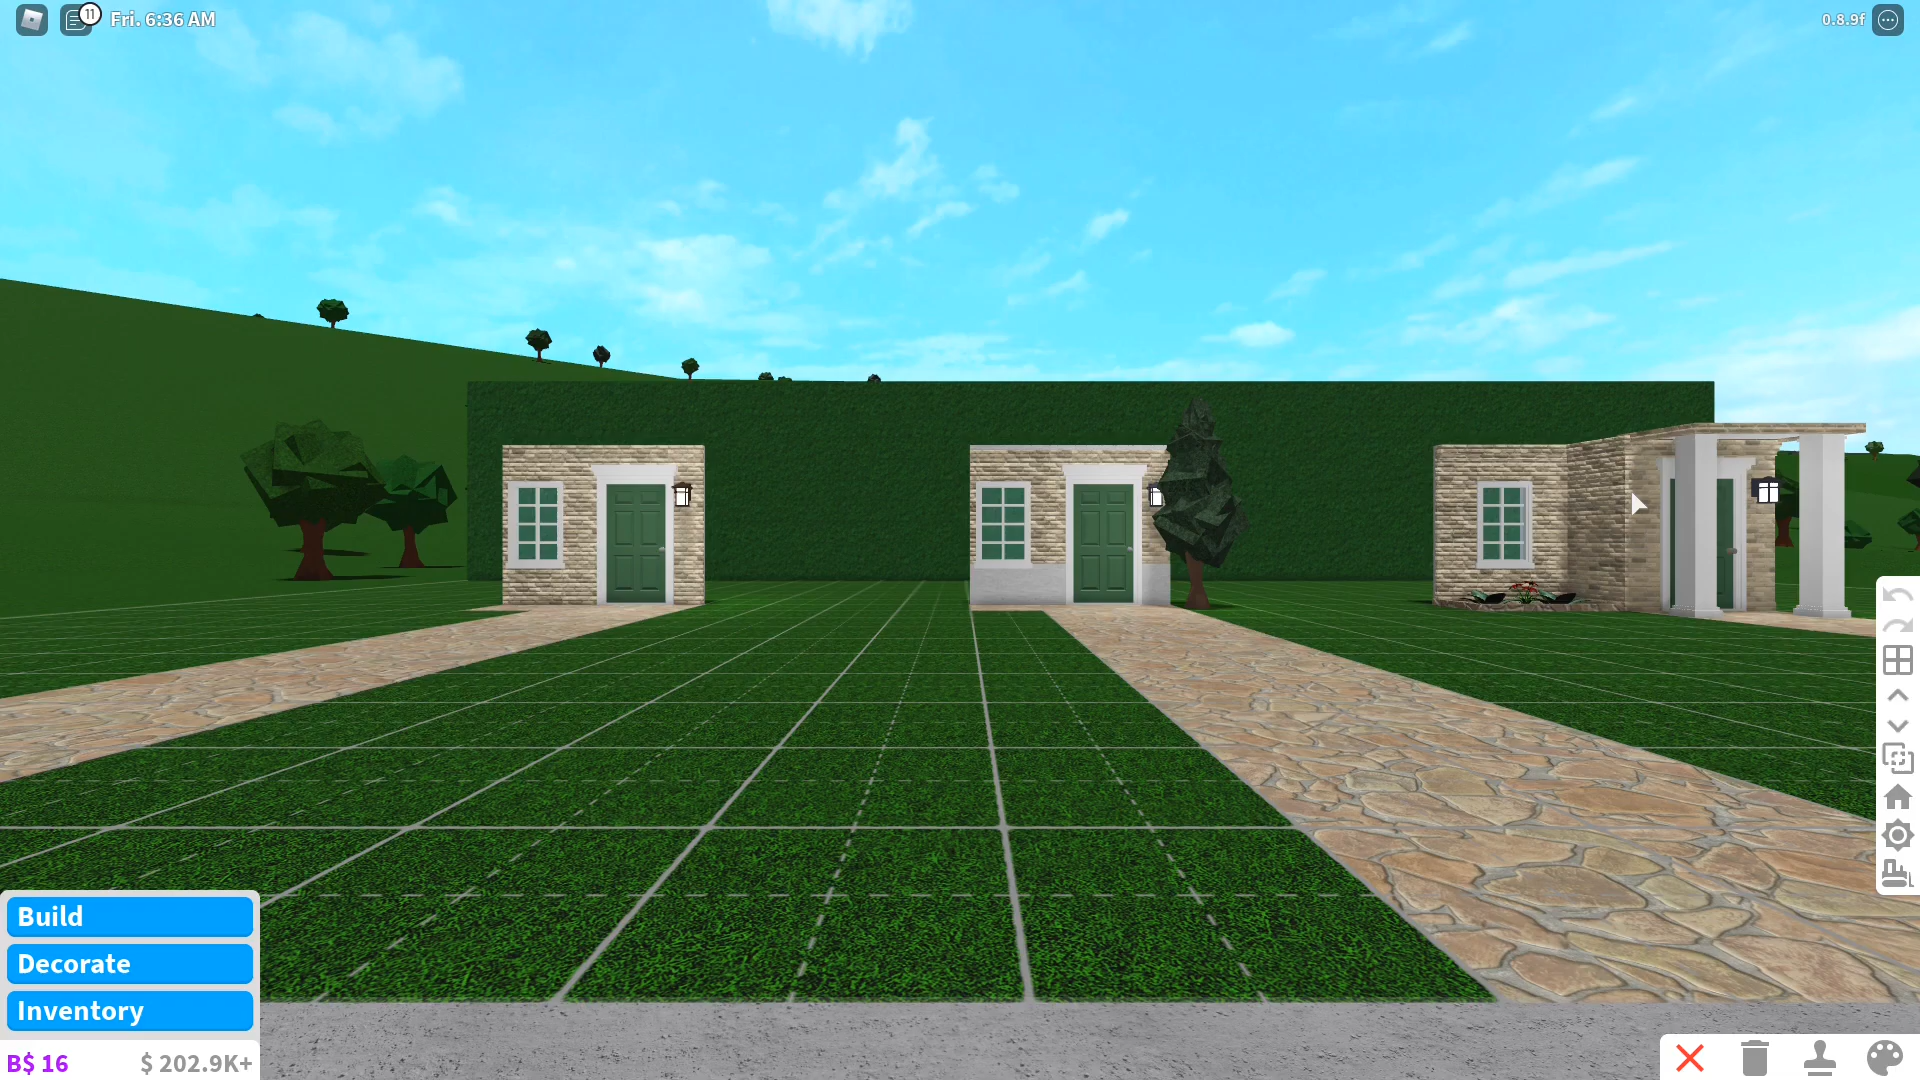 11
Fri. 6:36 AM
0.8.9f
Build
Decorate
Inventory
B$ 16
$ 202.9K+